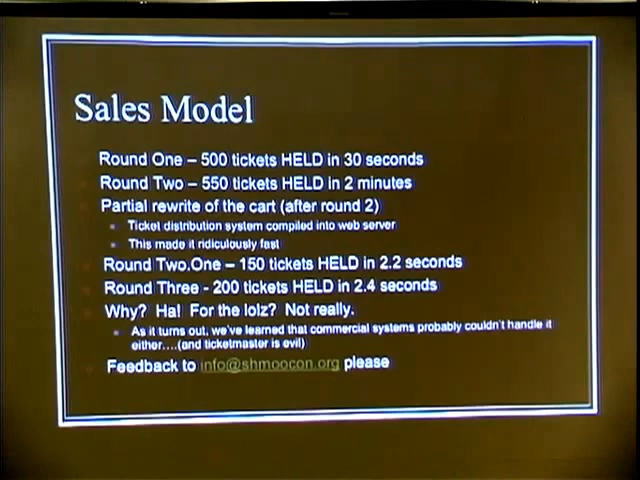 Sales Model
Round One – 500 tickets HELD in 30 seconds
Round Two – 550 tickets HELD in 2 minutes
Partial rewrite of the cart (after round 2)
Ticket distribution system compiled into web server
This made it ridiculously fast
Round Two.One – 150 tickets HELD in 2.2 seconds
Round Three - 200 tickets HELD in 2.4 seconds
Why? Ha! For the lolz? Not really.
As it turns out, we've learned that commercial systems probably couldn't handle it
either....(and ticketmaster is evil)
Feedback to info@shmoocon.org please